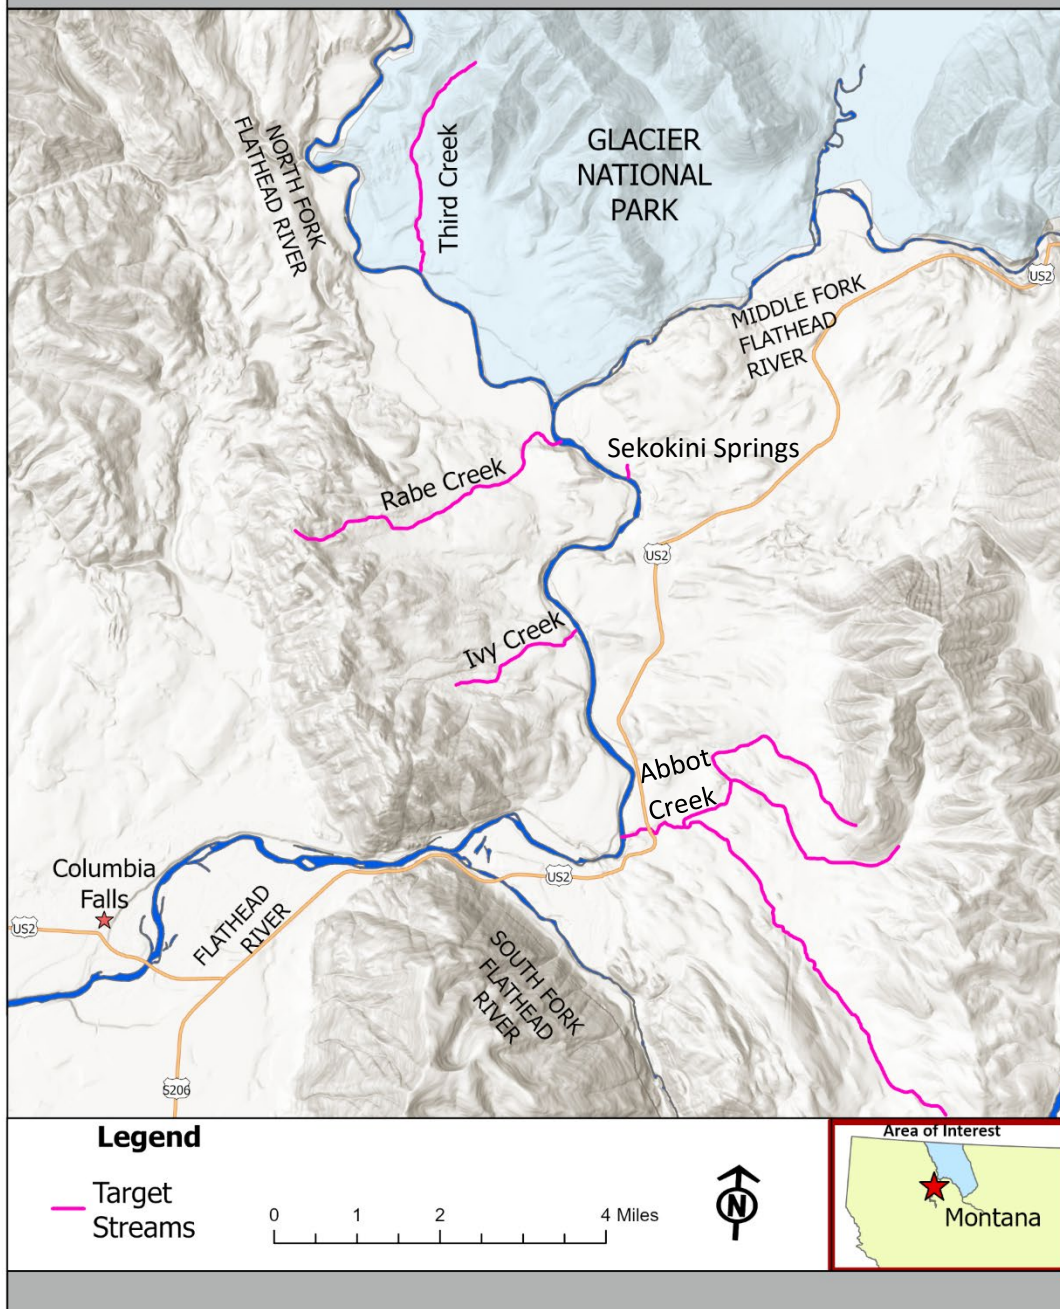 NORTH FORK
FLATHEAD RIVER
Third Creek
GLACIER
NATIONAL
PARK
US2
MIDDLE FORK
FLATHEAD
RIVER
Sekokini Springs
Rabe Creek
US2
Ivy Creek
Abbot
Creek
Columbia
Falls
US2
US2
FLATHEAD
RIVER
SOUTH FORK
FLATHEAD
RIVER
S206
Legend
Target
Streams
0 1 2 4 Miles
N
Area of Interest
Montana